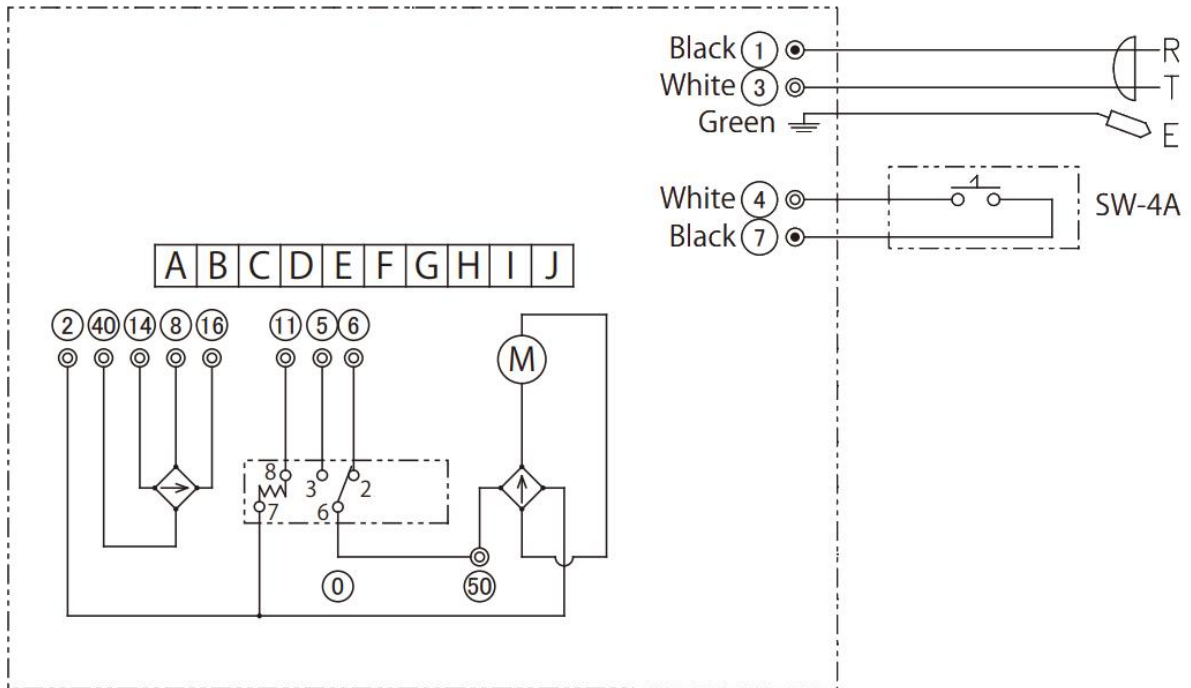 Black ① R
White ③ T
Green E
White ④ SW-4A
Black ⑦
A B C D E F G H I J
② ㊵ ⑭ ⑧ ⑯ ⑪ ⑤ ⑥
M
8 3 2
7 6
⓪ ㊿